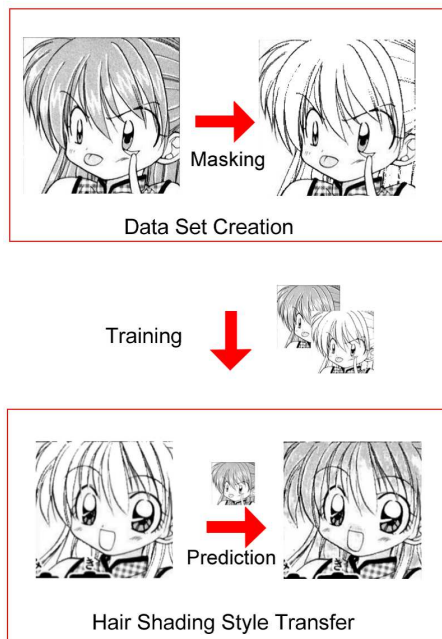 Masking
Data Set Creation
Training
Prediction
Hair Shading Style Transfer